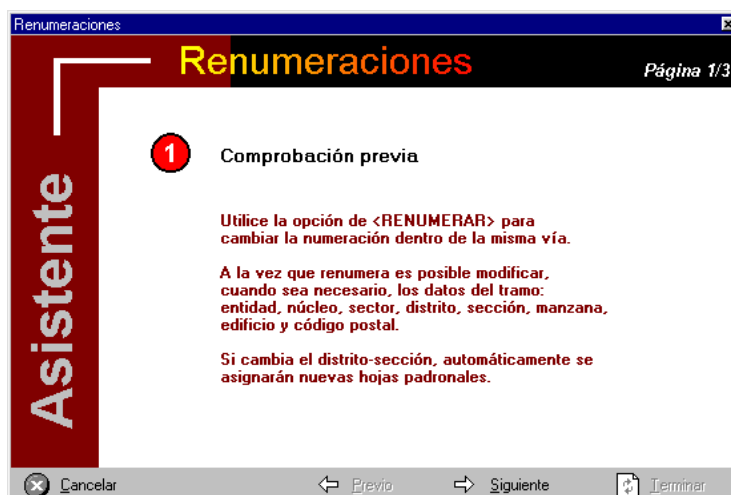 Renumeraciones
Renumeraciones
Página 1/3
Asistente
1
Comprobación previa
Utilice la opción de <RENUMERAR> para
cambiar la numeración dentro de la misma vía.
A la vez que renumera es posible modificar,
cuando sea necesario, los datos del tramo:
entidad, núcleo, sector, distrito, sección, manzana,
edificio y código postal.
Si cambia el distrito-sección, automáticamente se
asignarán nuevas hojas padronales.
Cancelar
Previo
Siguiente
Terminar